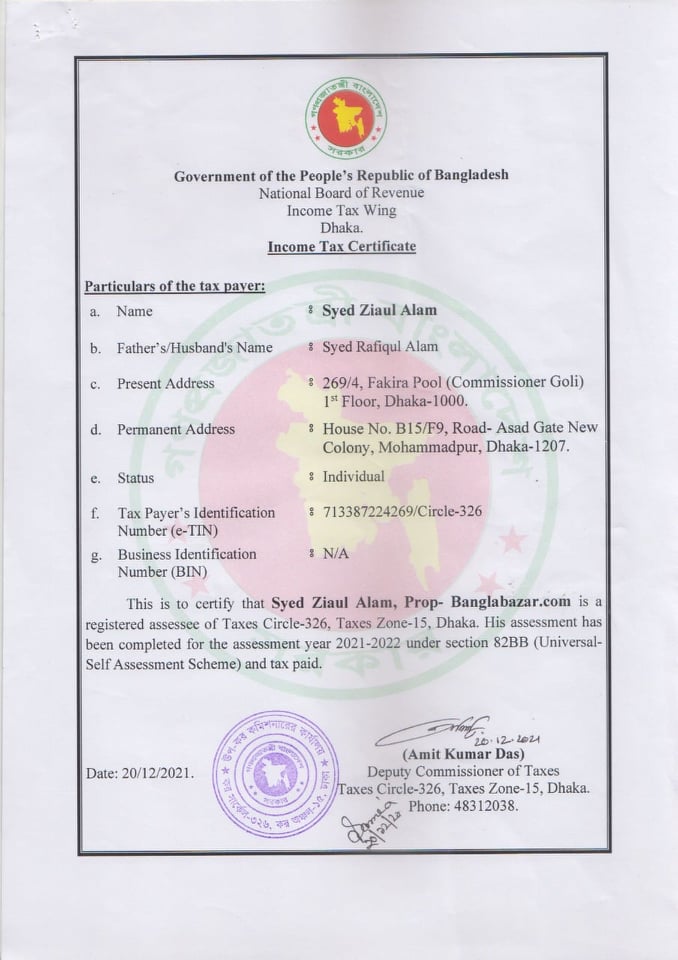 গণপ্রজাতন্ত্রী বাংলাদেশ
সরকার
Government of the People's Republic of Bangladesh
National Board of Revenue
Income Tax Wing
Dhaka.
Income Tax Certificate
Particulars of the tax payer:
a. Name : Syed Ziaul Alam
b. Father's/Husband's Name : Syed Rafiqul Alam
c. Present Address : 269/4, Fakira Pool (Commissioner Goli)
1st Floor, Dhaka-1000.
d. Permanent Address : House No. B15/F9, Road- Asad Gate New
Colony, Mohammadpur, Dhaka-1207.
e. Status : Individual
f. Tax Payer's Identification : 713387224269/Circle-326
Number (e-TIN)
g. Business Identification : N/A
Number (BIN)
This is to certify that Syed Ziaul Alam, Prop- Banglabazar.com is a
registered assessee of Taxes Circle-326, Taxes Zone-15, Dhaka. His assessment has
been completed for the assessment year 2021-2022 under section 82BB (Universal-
Self Assessment Scheme) and tax paid.
20.12.2021
(Amit Kumar Das)
Deputy Commissioner of Taxes
Taxes Circle-326, Taxes Zone-15, Dhaka.
Phone: 48312038.
Date: 20/12/2021.
উপ-কর কমিশনারের কার্যালয়
কর সার্কেল-৩২৬, কর অঞ্চল-১৫, ঢাকা
গণপ্রজাতন্ত্রী বাংলাদেশ
সরকার